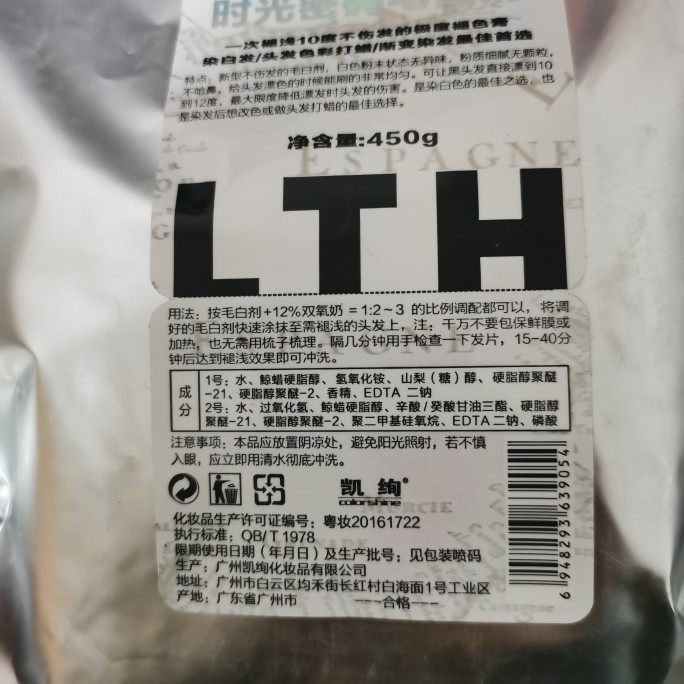 一次褪浅10度不伤发的极度褪色膏
染白发/头发色彩打蜡/渐变染发最佳首选
特点：新型不伤发的毛白剂，白色粉末状态无异味，粉质细腻无颗粒，
不呛鼻，给头发漂色的时候能刷的非常均匀。可让黑头发直接漂到10
到12度，最大限度降低漂发时头发的伤害。是染白色的最佳之选，也
是染发后想改色或做头发打蜡的最佳选择。
净含量:450g
ESPAGNE
LTH
用法：按毛白剂+12%双氧奶 =1:2~3 的比例调配都可以，将调
好的毛白剂快速涂抹至需褪浅的头发上，注：千万不要包保鲜膜或
加热，也无需用梳子梳理。隔几分钟用手检查一下发片，15-40分
钟后达到褪浅效果即可冲洗。
成分
1号：水、鲸蜡硬脂醇、氢氧化铵、山梨（糖）醇、硬脂醇聚醚
-21、硬脂醇聚醚-2、香精、EDTA 二钠
2号：水、过氧化氢、鲸蜡硬脂醇、辛酸/癸酸甘油三酯、硬脂醇
聚醚-21、硬脂醇聚醚-2、聚二甲基硅氧烷、EDTA二钠、磷酸
注意事项：本品应放置阴凉处，避免阳光照射，若不慎
入眼，应立即用清水彻底冲洗。
凯绚
colorshine
化妆品生产许可证编号：粤妆20161722
执行标准：QB/T 1978
限期使用日期（年月日）及生产批号：见包装喷码
生产：广州凯绚化妆品有限公司
地址：广州市白云区均禾街长红村白海面1号工业区
产地：广东省广州市 ---合格---
6948293639054